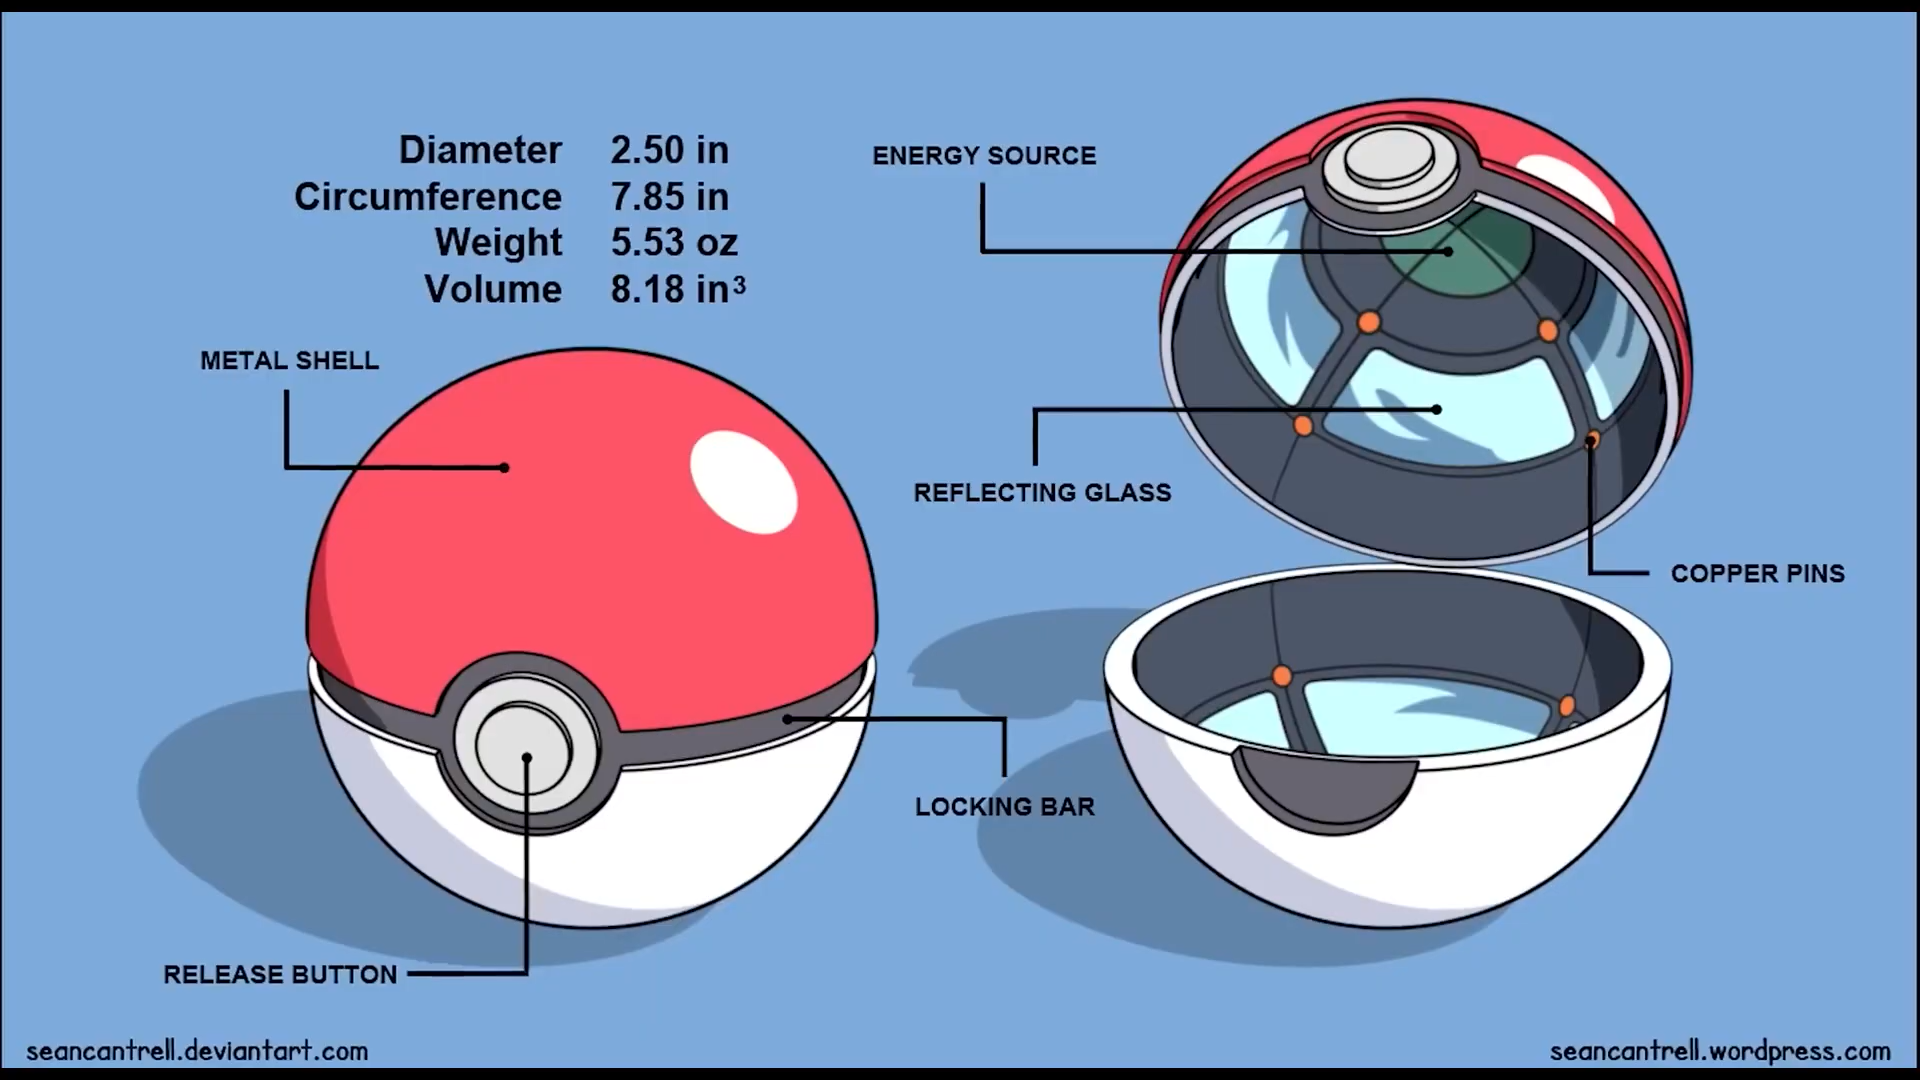 Diameter 2.50 in
Circumference 7.85 in
Weight 5.53 oz
Volume 8.18 in³
ENERGY SOURCE
METAL SHELL
REFLECTING GLASS
COPPER PINS
LOCKING BAR
RELEASE BUTTON
seancantrell.deviantart.com
seancantrell.wordpress.com